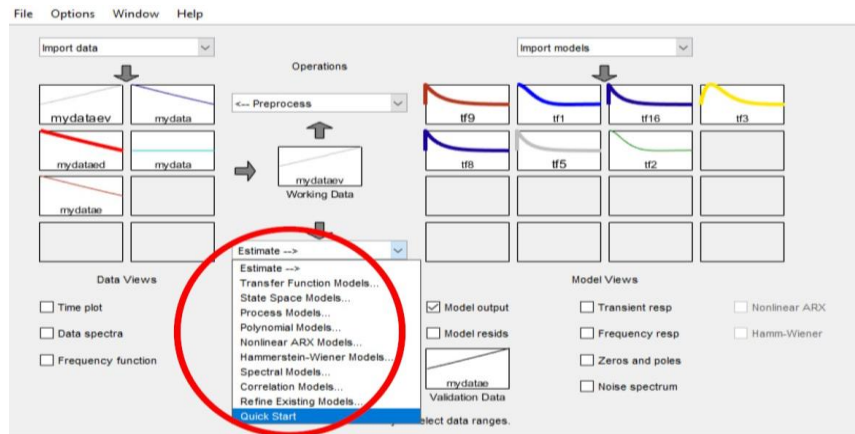 File Options Window Help
Import data
Import models
Operations
<-- Preprocess
mydataev
mydata
tf9
tf1
tf16
tf3
mydataed
mydata
mydataev
Working Data
tf8
tf5
tf2
mydatae
Estimate -->
Estimate -->
Transfer Function Models...
State Space Models...
Process Models...
Polynomial Models...
Nonlinear ARX Models...
Hammerstein-Wiener Models...
Spectral Models...
Correlation Models...
Refine Existing Models...
Quick Start
Data Views
Time plot
Data spectra
Frequency function
Model Views
Model output
Transient resp
Nonlinear ARX
Model resids
Frequency resp
Hamm-Wiener
Zeros and poles
Noise spectrum
mydatae
Validation Data
select data ranges.